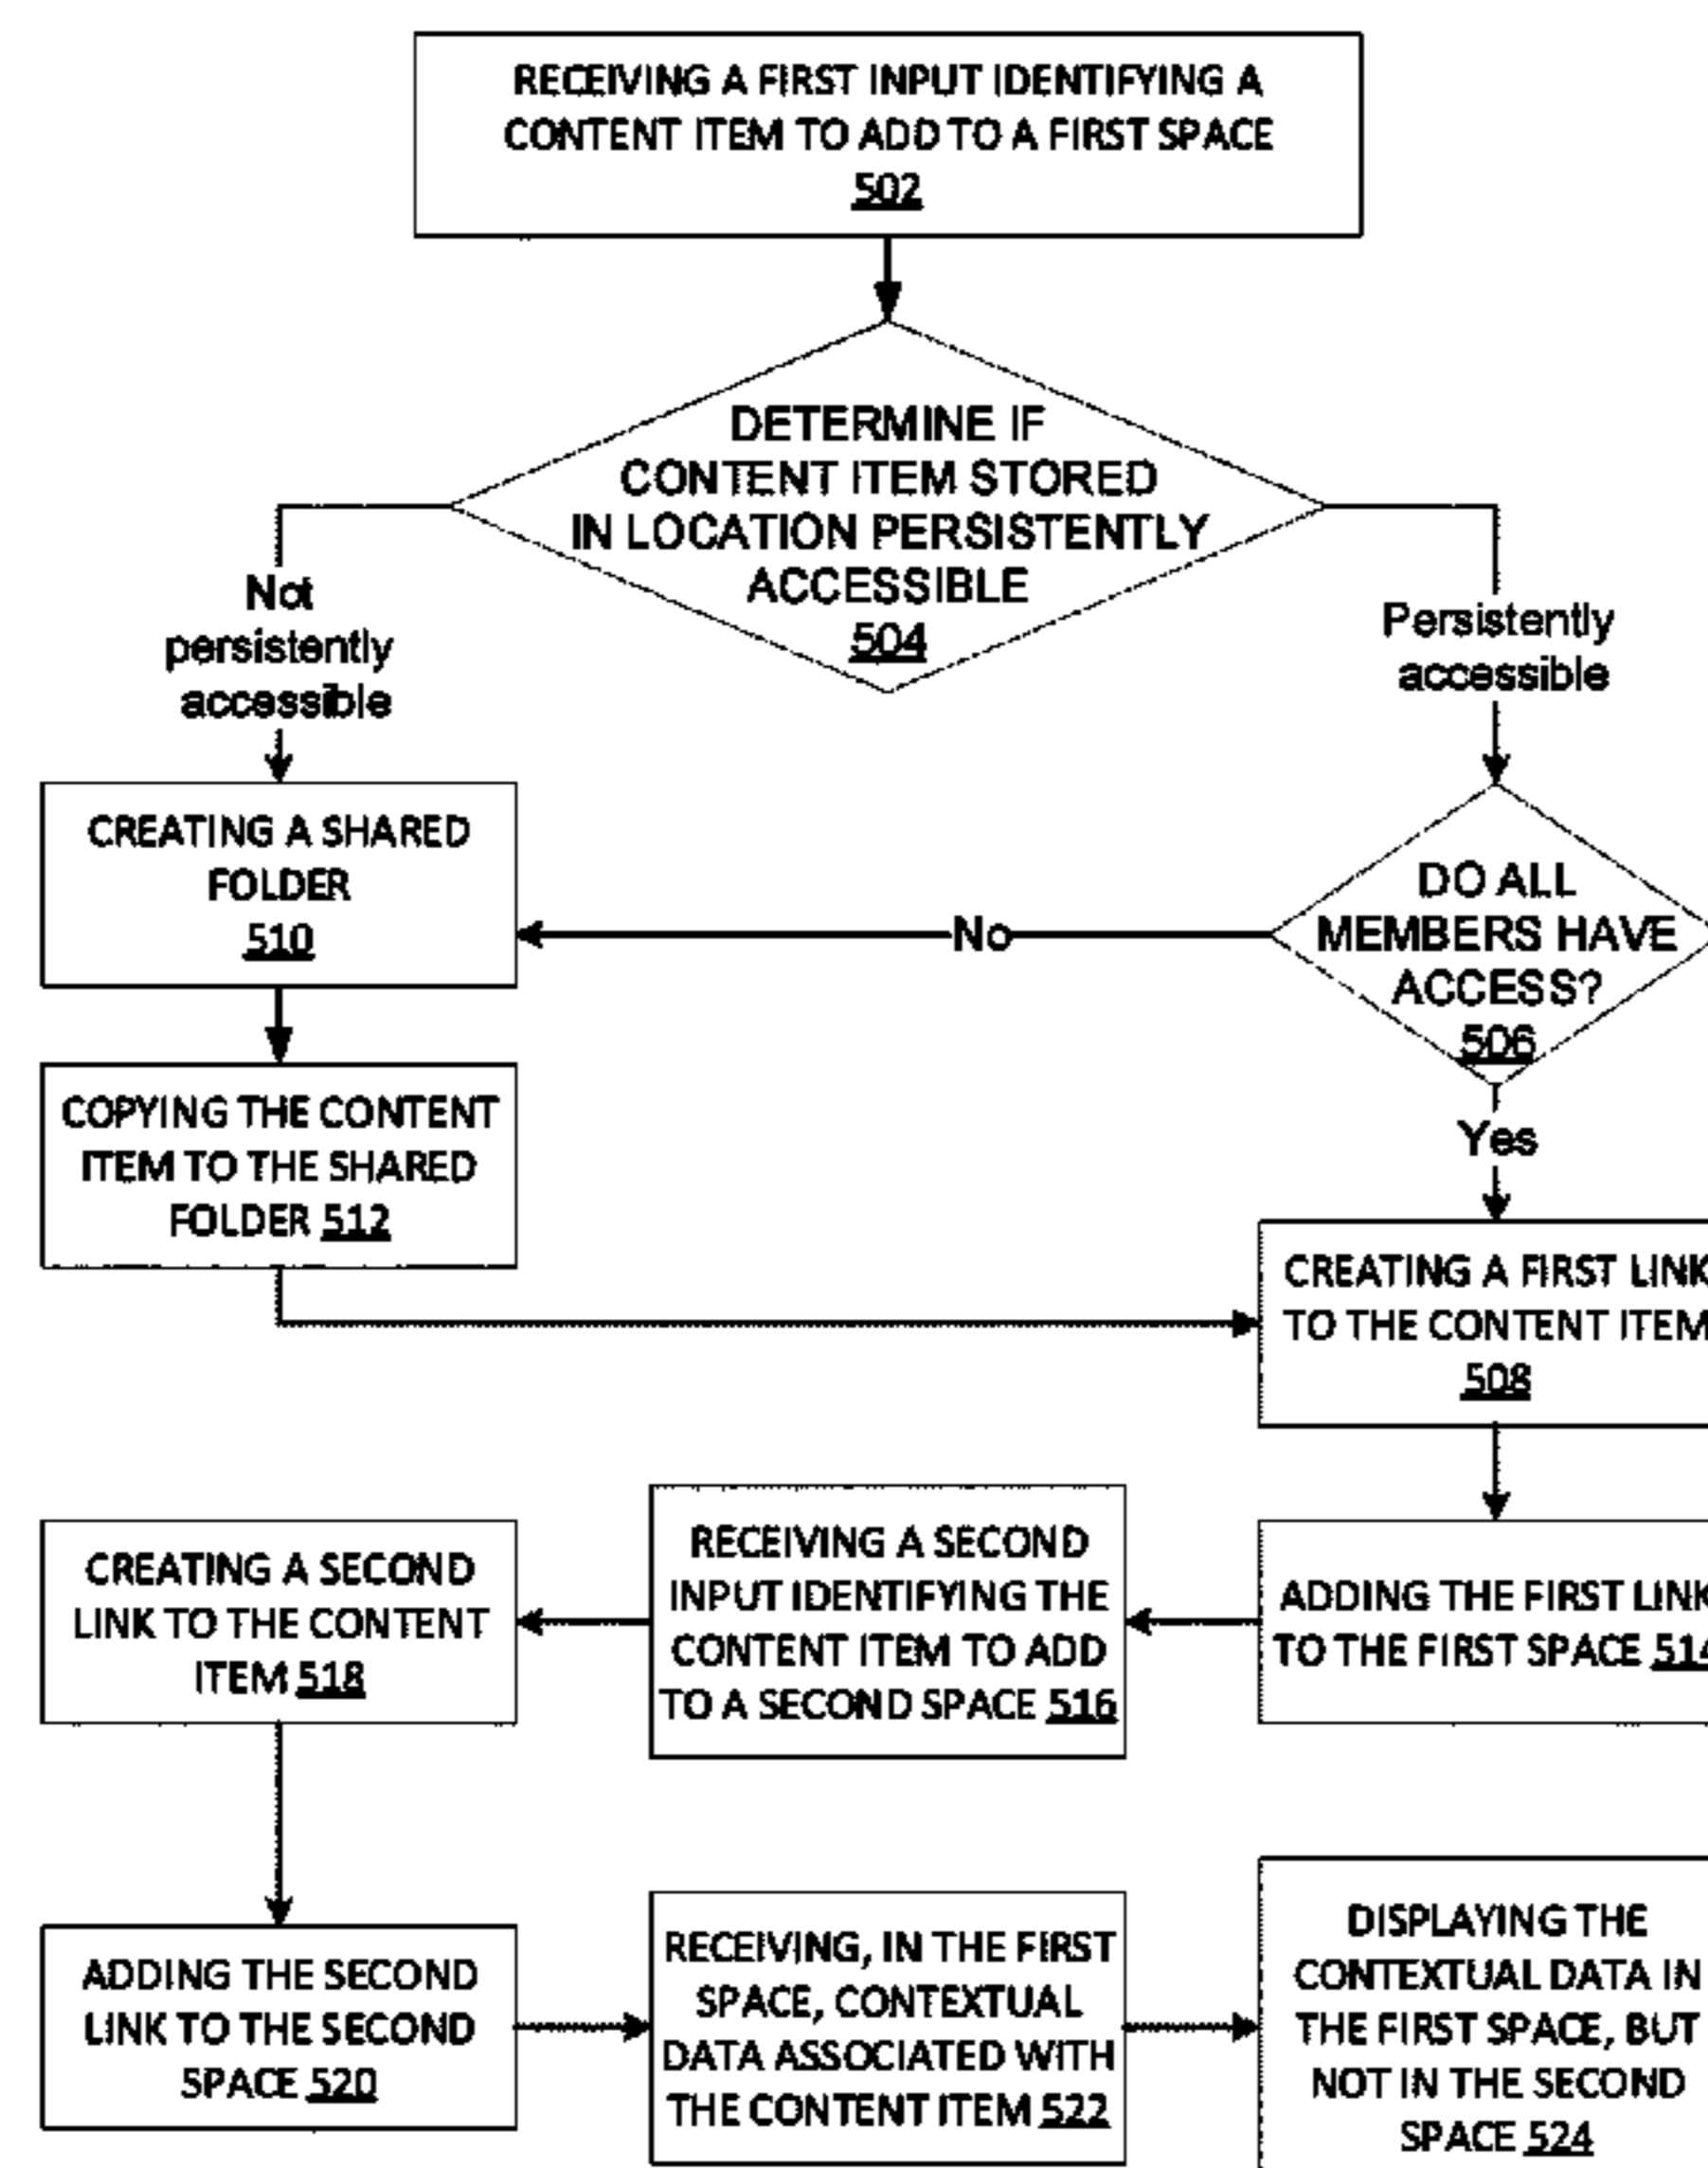 RECEIVING A FIRST INPUT IDENTIFYING A
CONTENT ITEM TO ADD TO A FIRST SPACE
502
DETERMINE IF
CONTENT ITEM STORED
IN LOCATION PERSISTENTLY
ACCESSIBLE
504
Not
persistently
accessible
Persistently
accessible
CREATING A SHARED
FOLDER
510
No
DO ALL
MEMBERS HAVE
ACCESS?
506
COPYING THE CONTENT
ITEM TO THE SHARED
FOLDER 512
Yes
CREATING A FIRST LINK
TO THE CONTENT ITEM
508
CREATING A SECOND
LINK TO THE CONTENT
ITEM 518
RECEIVING A SECOND
INPUT IDENTIFYING THE
CONTENT ITEM TO ADD
TO A SECOND SPACE 516
ADDING THE FIRST LINK
TO THE FIRST SPACE 514
ADDING THE SECOND
LINK TO THE SECOND
SPACE 520
RECEIVING, IN THE FIRST
SPACE, CONTEXTUAL
DATA ASSOCIATED WITH
THE CONTENT ITEM 522
DISPLAYING THE
CONTEXTUAL DATA IN
THE FIRST SPACE, BUT
NOT IN THE SECOND
SPACE 524